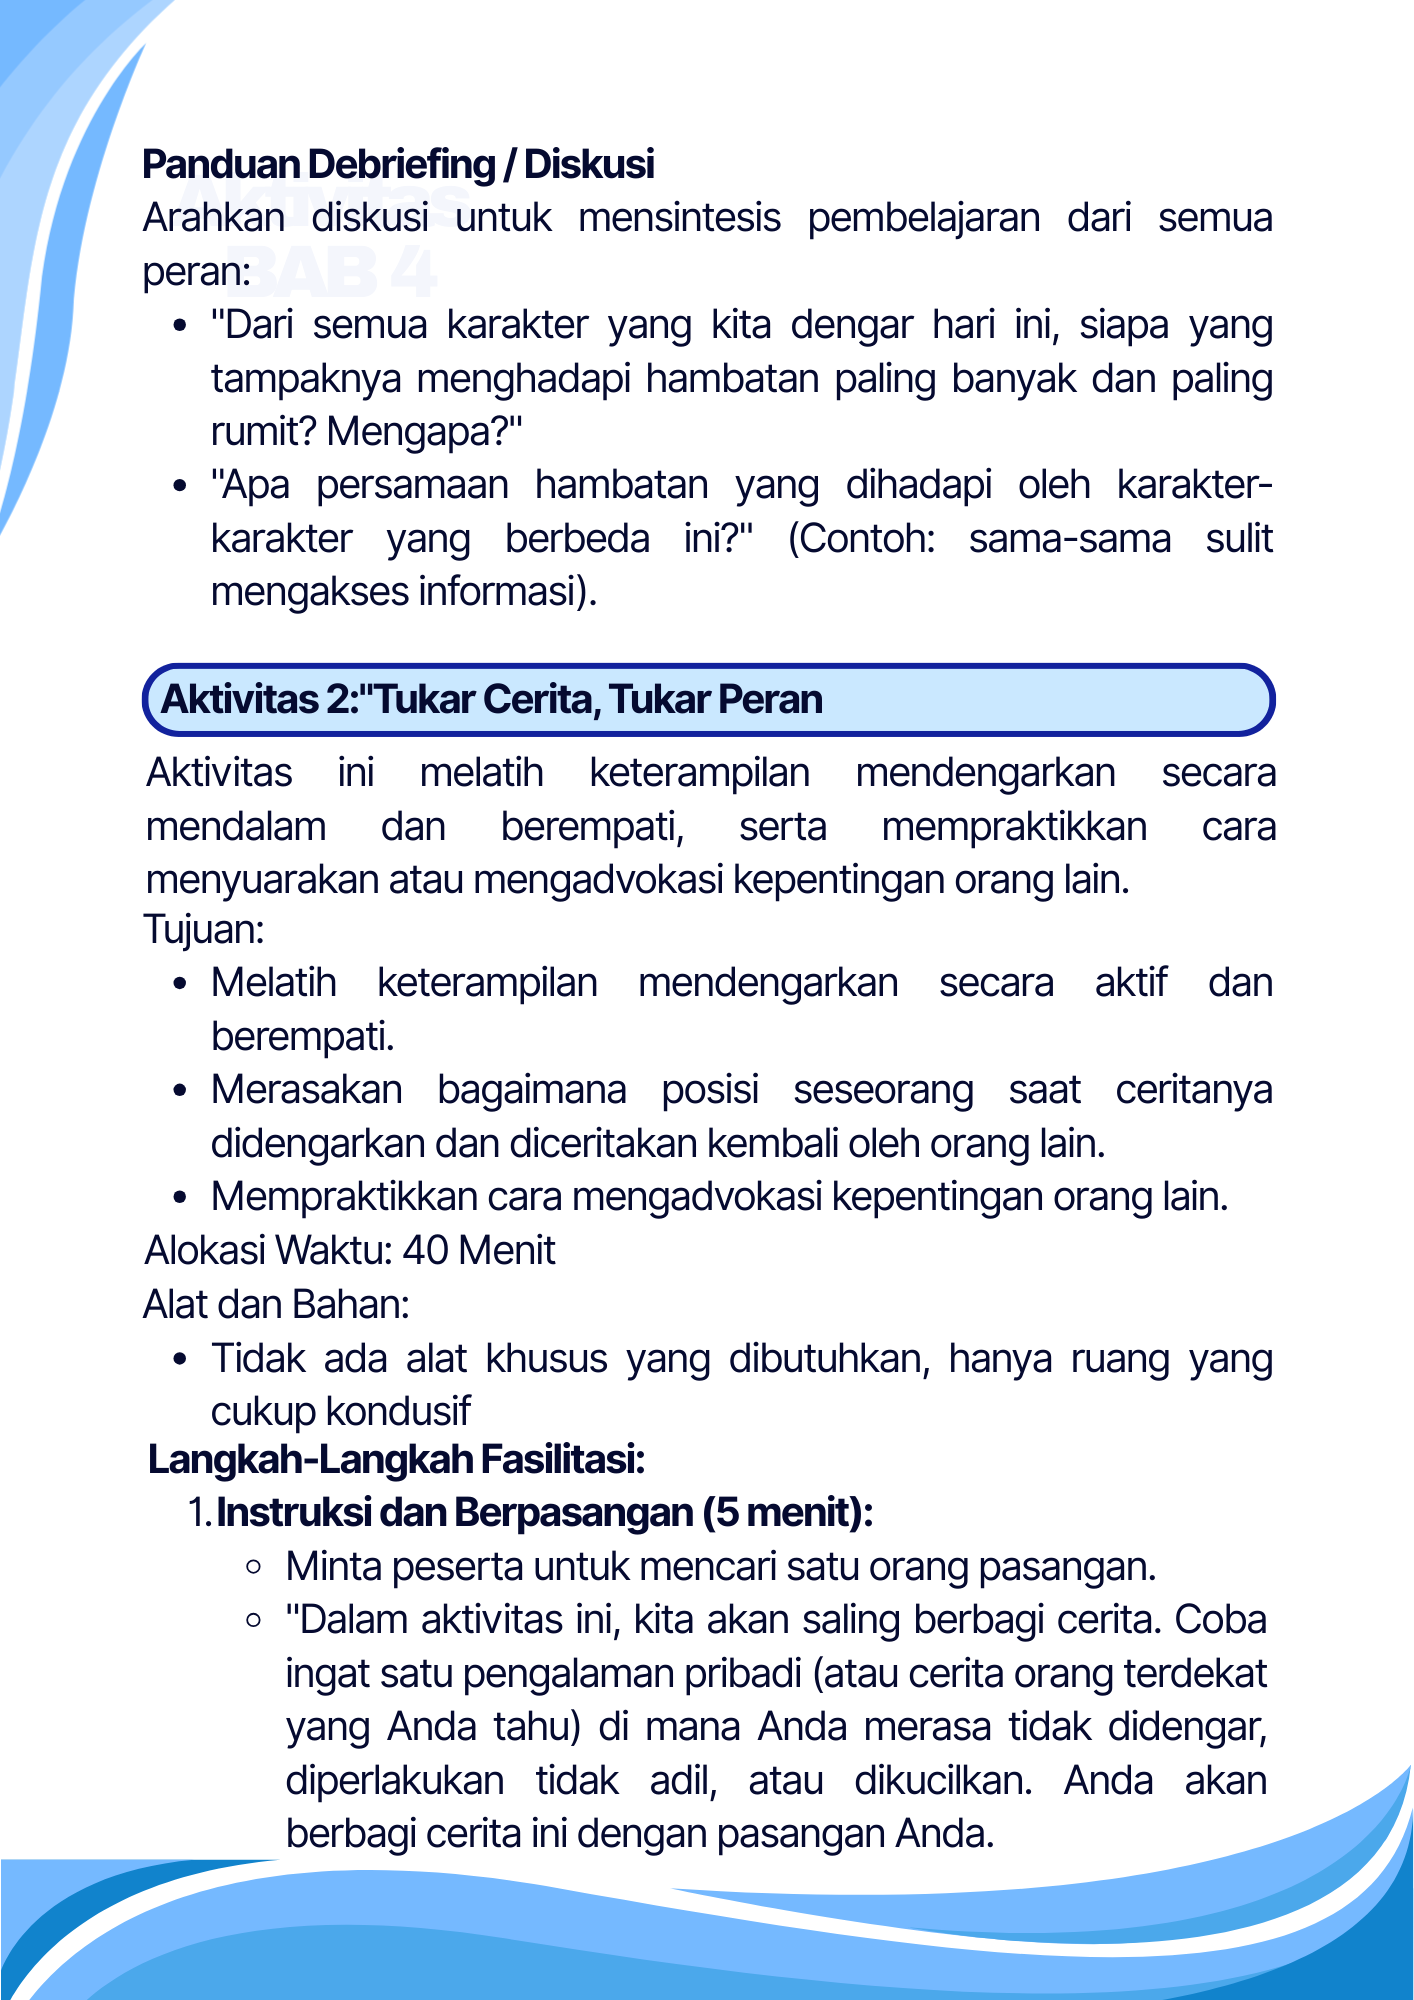 Panduan Debriefing / Diskusi
Aktivitas
BAB 4
Arahkan diskusi untuk mensintesis pembelajaran dari semua
peran:
• "Dari semua karakter yang kita dengar hari ini, siapa yang
tampaknya menghadapi hambatan paling banyak dan paling
rumit? Mengapa?"
• "Apa persamaan hambatan yang dihadapi oleh karakter-
karakter yang berbeda ini?" (Contoh: sama-sama sulit
mengakses informasi).
Aktivitas 2:"Tukar Cerita, Tukar Peran
Aktivitas ini melatih keterampilan mendengarkan secara
mendalam dan berempati, serta mempraktikkan cara
menyuarakan atau mengadvokasi kepentingan orang lain.
Tujuan:
• Melatih keterampilan mendengarkan secara aktif dan
berempati.
• Merasakan bagaimana posisi seseorang saat ceritanya
didengarkan dan diceritakan kembali oleh orang lain.
• Mempraktikkan cara mengadvokasi kepentingan orang lain.
Alokasi Waktu: 40 Menit
Alat dan Bahan:
• Tidak ada alat khusus yang dibutuhkan, hanya ruang yang
cukup kondusif
Langkah-Langkah Fasilitasi:
1. Instruksi dan Berpasangan (5 menit):
○ Minta peserta untuk mencari satu orang pasangan.
○ "Dalam aktivitas ini, kita akan saling berbagi cerita. Coba
ingat satu pengalaman pribadi (atau cerita orang terdekat
yang Anda tahu) di mana Anda merasa tidak didengar,
diperlakukan tidak adil, atau dikucilkan. Anda akan
berbagi cerita ini dengan pasangan Anda.